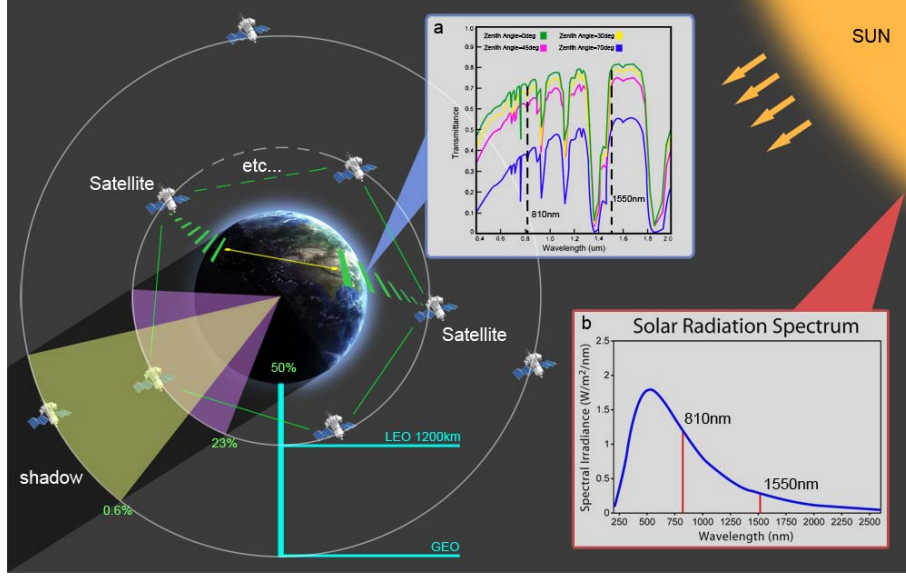 a
Zenith Angle=0deg
Zenith Angle=30deg
Zenith Angle=45deg
Zenith Angle=70deg
1.0
0.9
0.8
0.7
0.6
0.5
0.4
0.3
0.2
0.1
0
Transmittance
810nm
1550nm
0.4
0.6
0.8
1.0
1.2
1.4
1.6
1.8
2.0
Wavelength (um)
SUN
etc...
Satellite
Satellite
50%
23%
0.6%
shadow
LEO 1200km
GEO
b
Solar Radiation Spectrum
2.5
2
1.5
1
0.5
0
Spectral Irradiance (W/m²/nm)
810nm
1550nm
250
500
750
1000
1250
1500
1750
2000
2250
2500
Wavelength (nm)